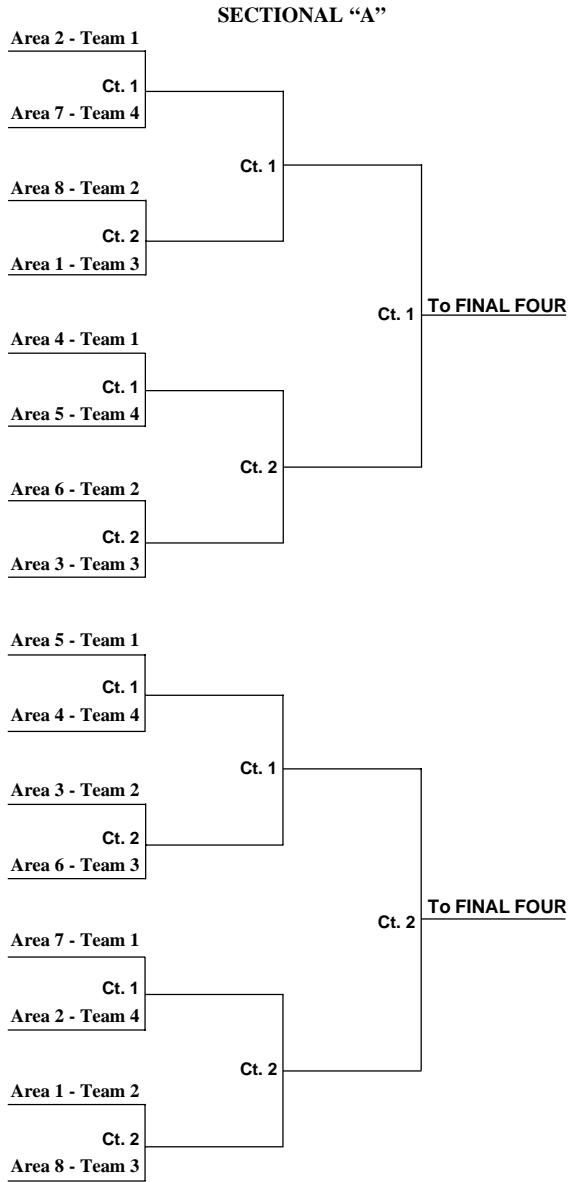 SECTIONAL “A”
Area 2 - Team 1
Ct. 1
Area 7 - Team 4
Ct. 1
Area 8 - Team 2
Ct. 2
Area 1 - Team 3
Ct. 1
To FINAL FOUR
Area 4 - Team 1
Ct. 1
Area 5 - Team 4
Ct. 2
Area 6 - Team 2
Ct. 2
Area 3 - Team 3
Area 5 - Team 1
Ct. 1
Area 4 - Team 4
Ct. 1
Area 3 - Team 2
Ct. 2
Area 6 - Team 3
Ct. 2
To FINAL FOUR
Area 7 - Team 1
Ct. 1
Area 2 - Team 4
Ct. 2
Area 1 - Team 2
Ct. 2
Area 8 - Team 3